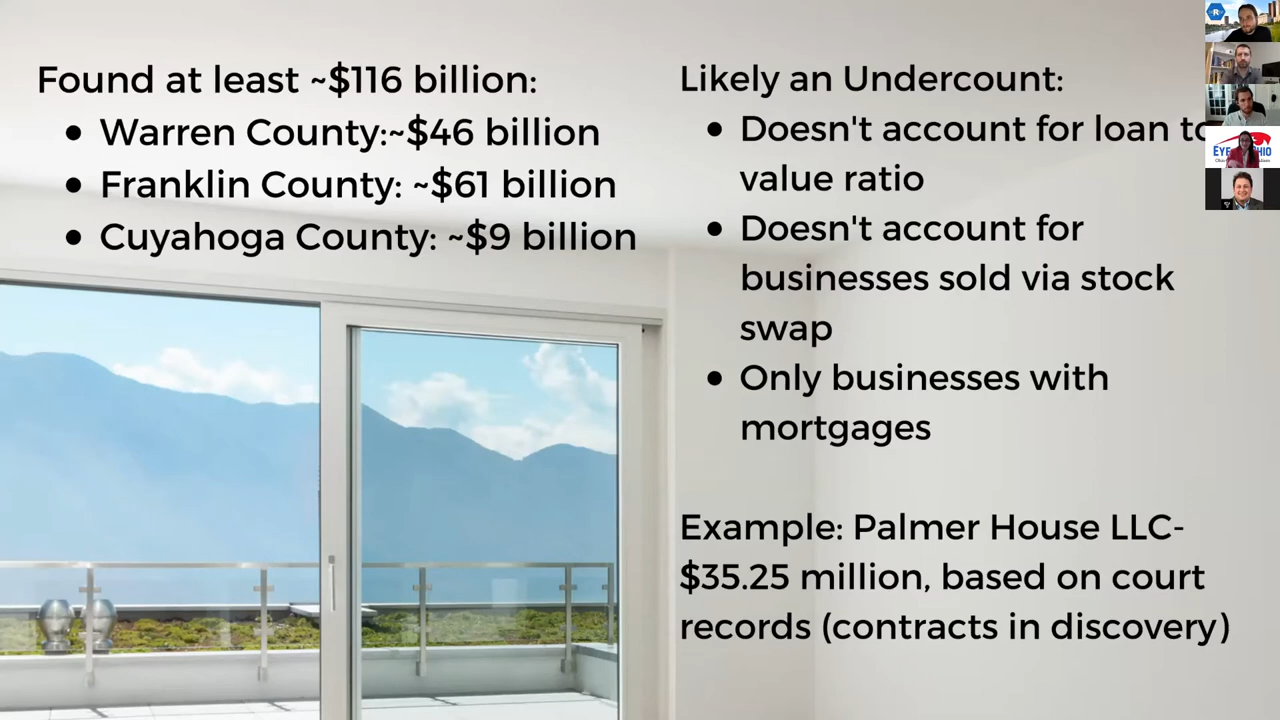 Found at least ~$116 billion:
• Warren County:~$46 billion
• Franklin County: ~$61 billion
• Cuyahoga County: ~$9 billion
Likely an Undercount:
• Doesn't account for loan to
value ratio
• Doesn't account for
businesses sold via stock
swap
• Only businesses with
mortgages
Example: Palmer House LLC-
$35.25 million, based on court
records (contracts in discovery)
R
EYE HIO